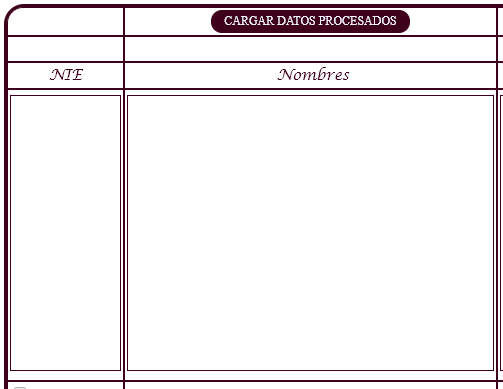 CARGAR DATOS PROCESADOS
NIE Nombres